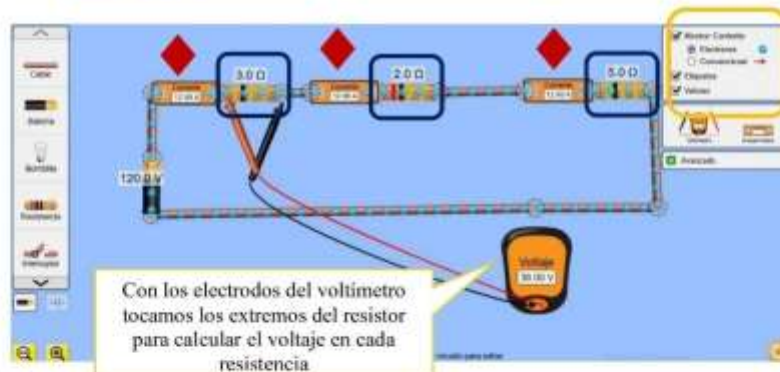 Cable
Batería
Bombilla
Resistencia
Interruptor
3.0 Ω
2.0 Ω
5.0 Ω
120.0 V
Mostrar Corriente
Electrones
Convencional
Etiquetas
Valores
Avanzado
Voltaje
36.00 V
Con los electrodos del voltímetro
tocamos los extremos del resistor
para calcular el voltaje en cada
resistencia